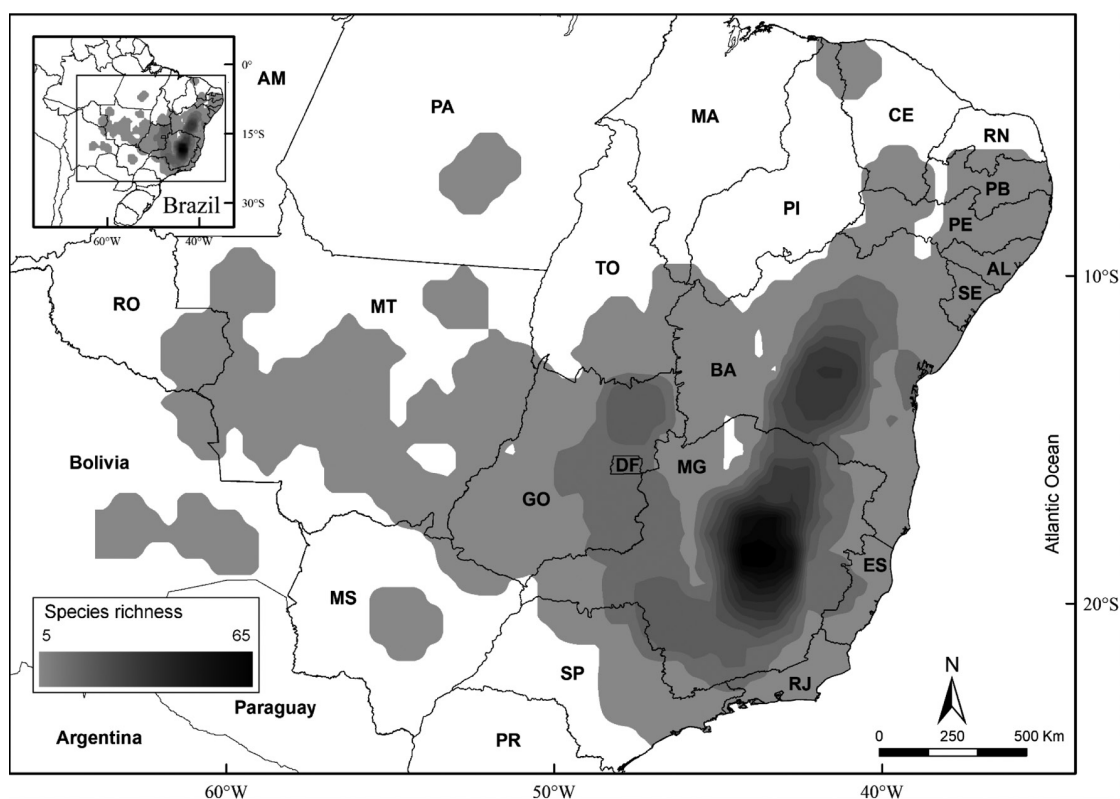 0°
15°S
30°S
60°W
40°W
Brazil
AM
PA
MA
CE
RN
PB
PI
PE
TO
AL
10°S
SE
RO
MT
BA
Bolivia
DF
MG
GO
Atlantic Ocean
ES
MS
20°S
Species richness
5 65
SP
RJ
N
Paraguay
Argentina
PR
0 250 500 Km
60°W 50°W 40°W